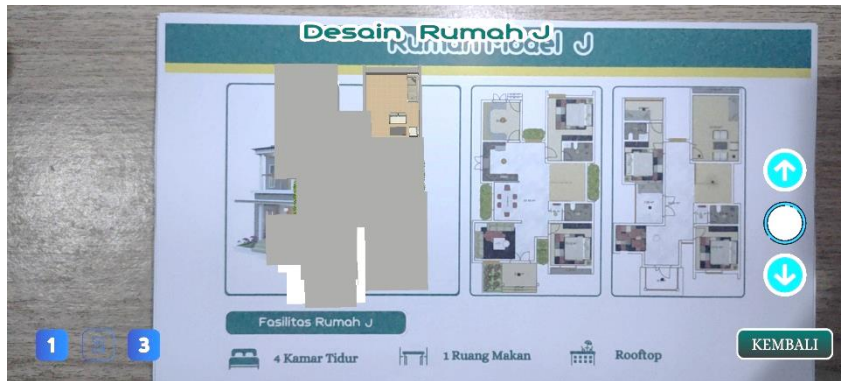 Desain Rumah J
Rumah Model J
Fasilitas Rumah J
1
3
4 Kamar Tidur
1 Ruang Makan
Rooftop
KEMBALI